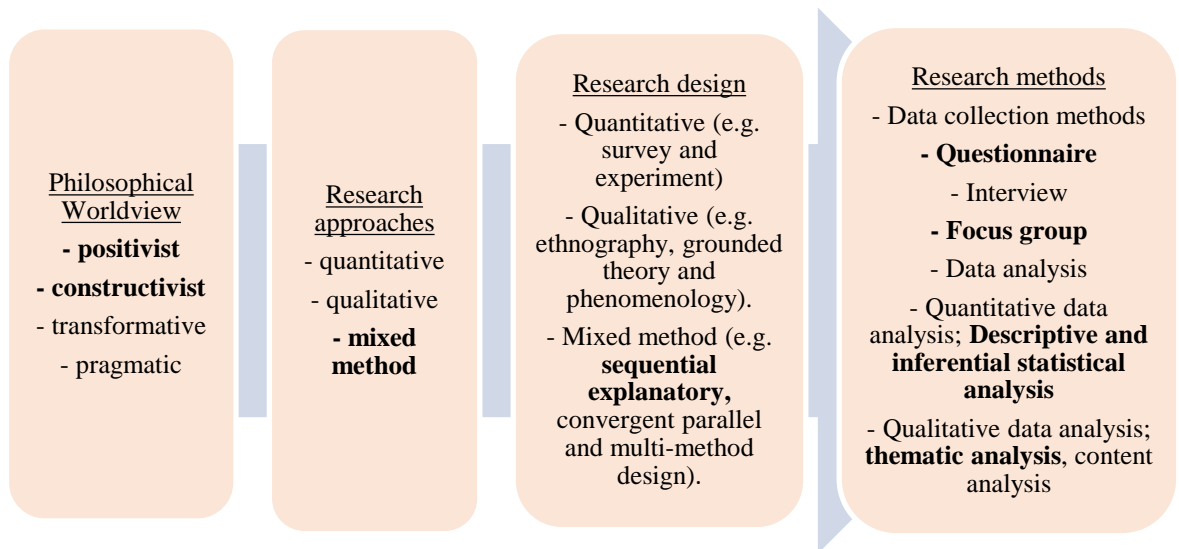 Philosophical
Worldview
- positivist
- constructivist
- transformative
- pragmatic
Research
approaches
- quantitative
- qualitative
- mixed
method
Research design
- Quantitative (e.g.
survey and
experiment)
- Qualitative (e.g.
ethnography, grounded
theory and
phenomenology).
- Mixed method (e.g.
sequential
explanatory,
convergent parallel
and multi-method
design).
Research methods
- Data collection methods
- Questionnaire
- Interview
- Focus group
- Data analysis
- Quantitative data
analysis; Descriptive and
inferential statistical
analysis
- Qualitative data analysis;
thematic analysis, content
analysis